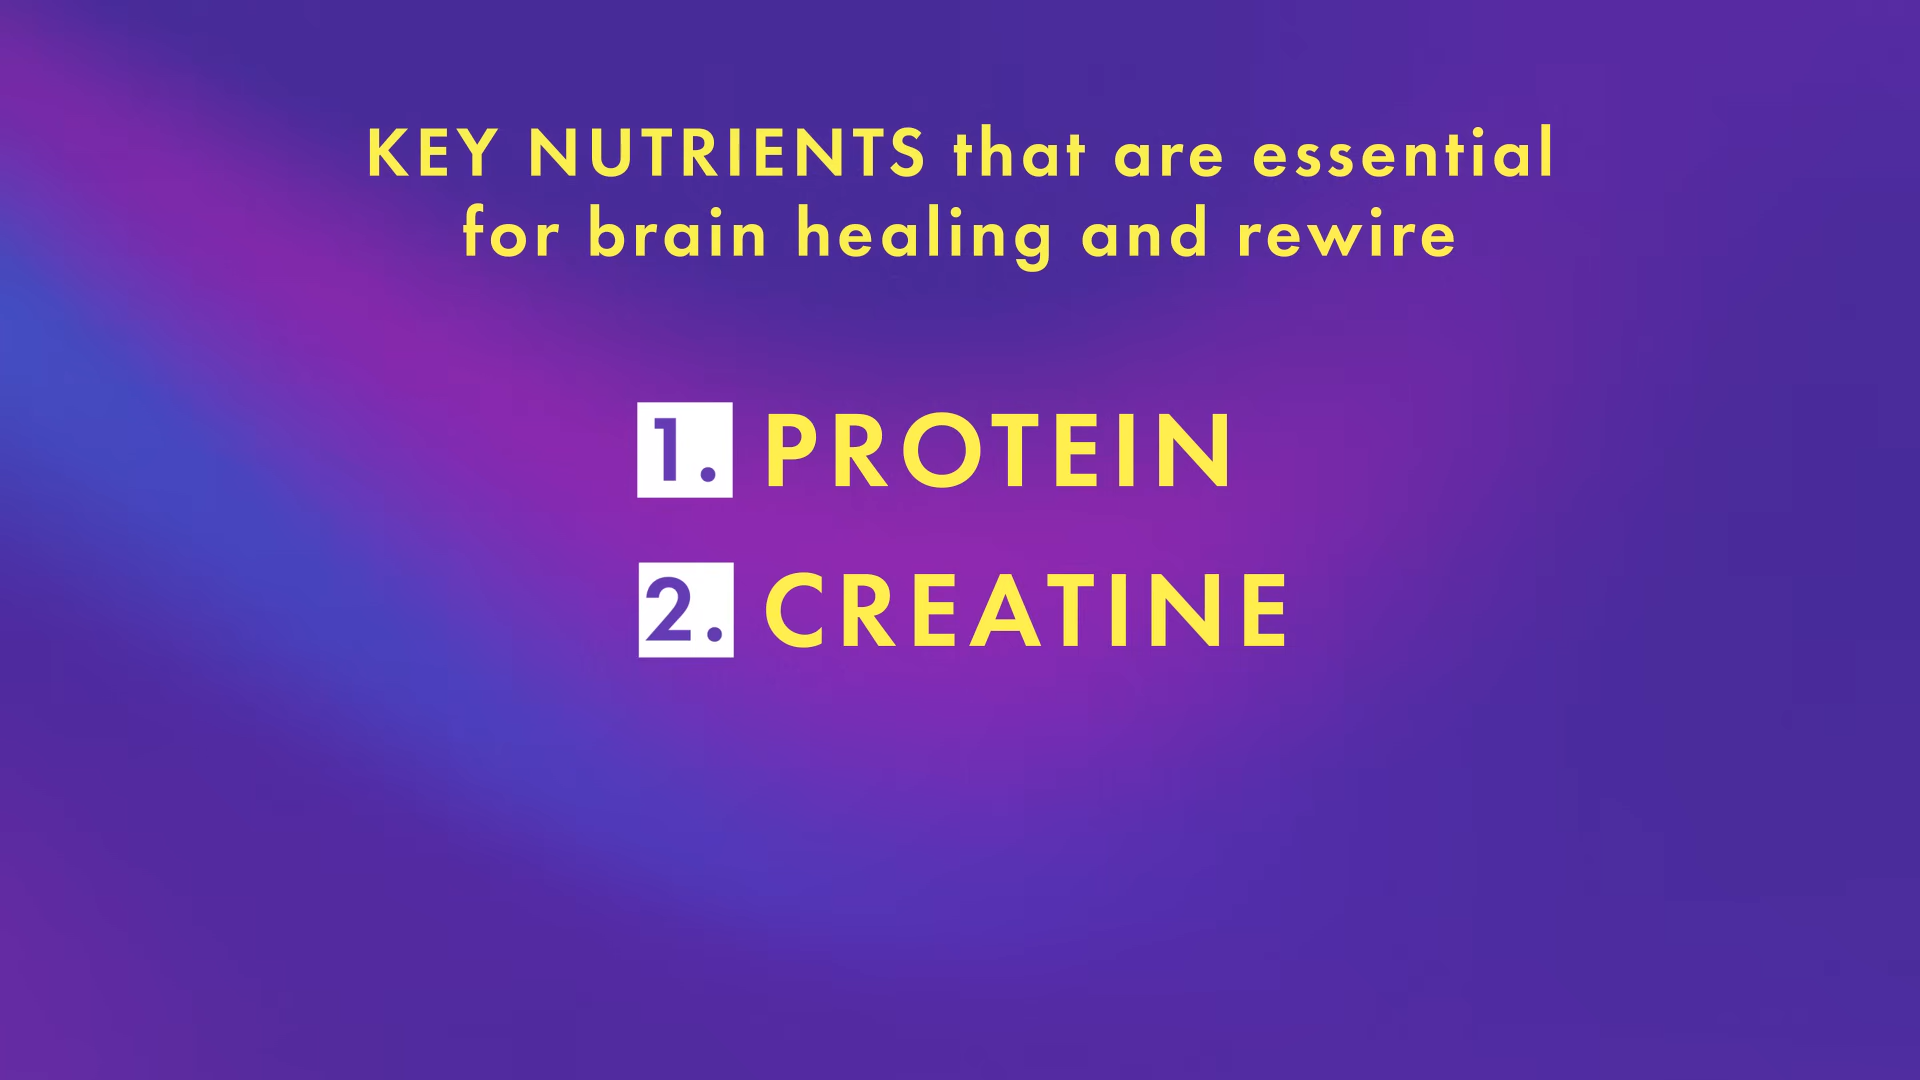 KEY NUTRIENTS that are essential
for brain healing and rewire
1. PROTEIN
2. CREATINE